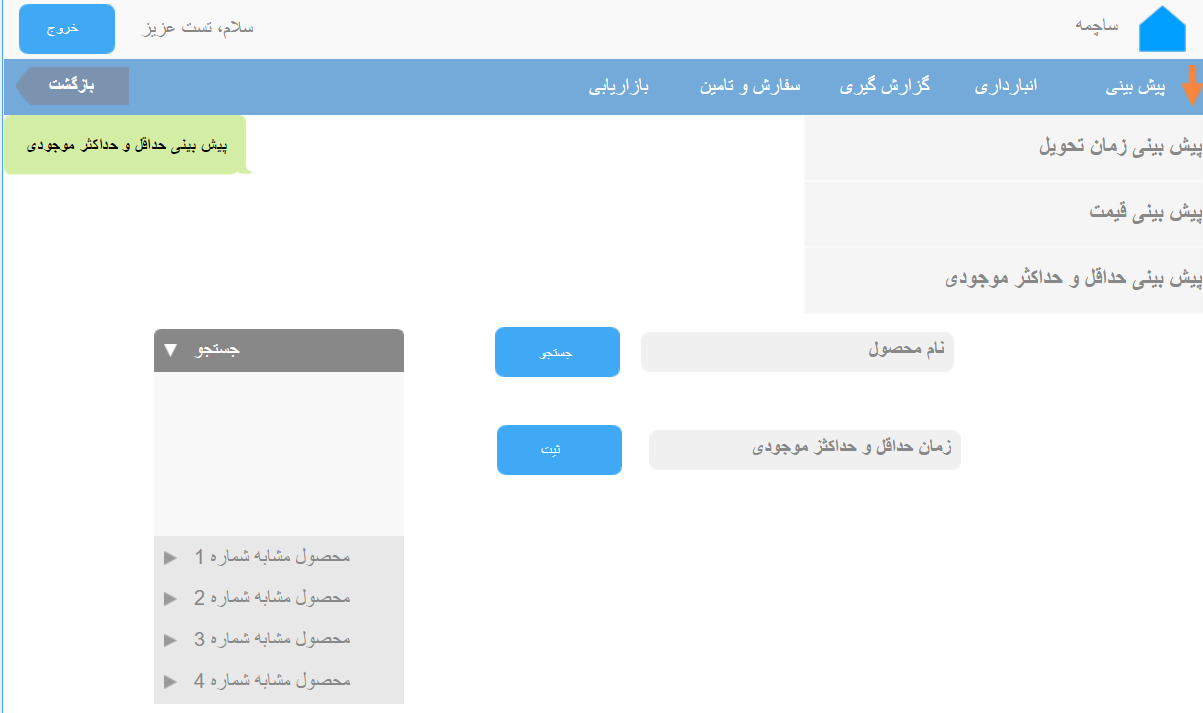 ساچمه
سلام، تست عزیز
خروج
پیش بینی
انبارداری
گزارش گیری
سفارش و تامین
بازاریابی
بازگشت
پیش بینی زمان تحویل
پیش بینی حداقل و حداکثر موجودی
پیش بینی قیمت
پیش بینی حداقل و حداکثر موجودی
نام محصول
جستجو
جستجو
زمان حداقل و حداکثز موجودی
ثبت
محصول مشابه شماره 1
محصول مشابه شماره 2
محصول مشابه شماره 3
محصول مشابه شماره 4